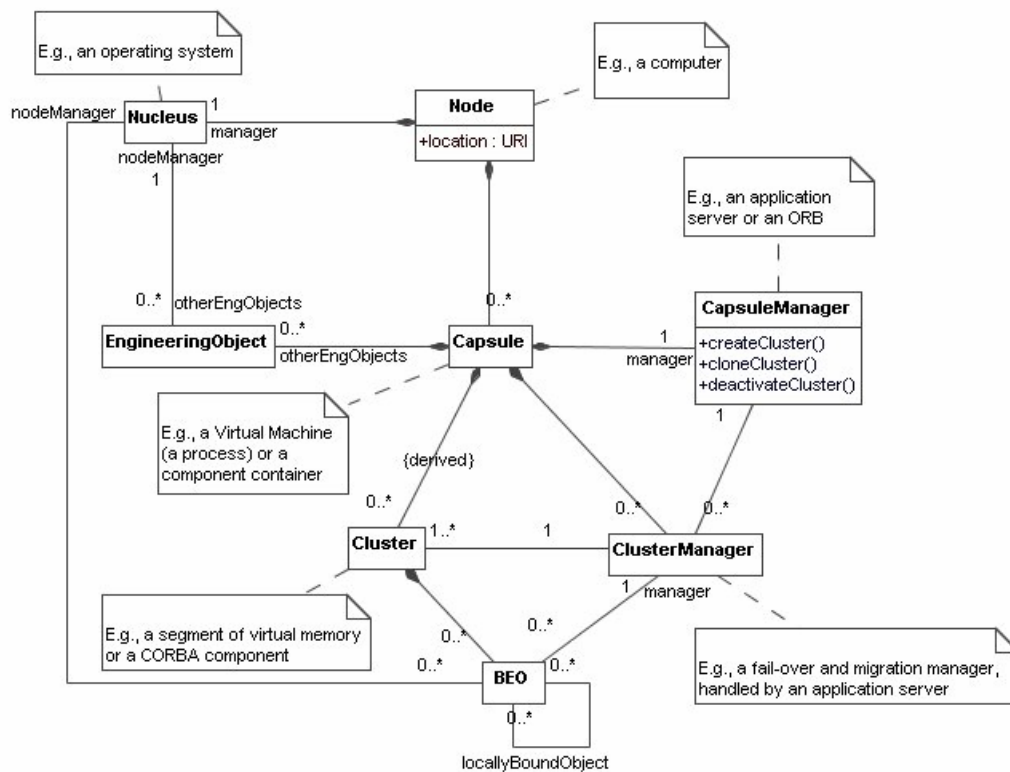 E.g., an operating system
E.g., a computer
nodeManager
Nucleus
1
manager
Node
+location : URI
nodeManager
1
E.g., an application
server or an ORB
0..*
otherEngObjects
0..*
CapsuleManager
+createCluster()
+cloneCluster()
+deactivateCluster()
EngineeringObject
0..*
otherEngObjects
Capsule
1
manager
1
E.g., a Virtual Machine
(a process) or a
component container
{derived}
0..*
0..*
0..*
Cluster
1..*
1
ClusterManager
1
manager
E.g., a segment of virtual memory
or a CORBA component
0..*
0..*
0..*
0..*
BEO
0..*
locallyBoundObject
E.g., a fail-over and migration manager,
handled by an application server